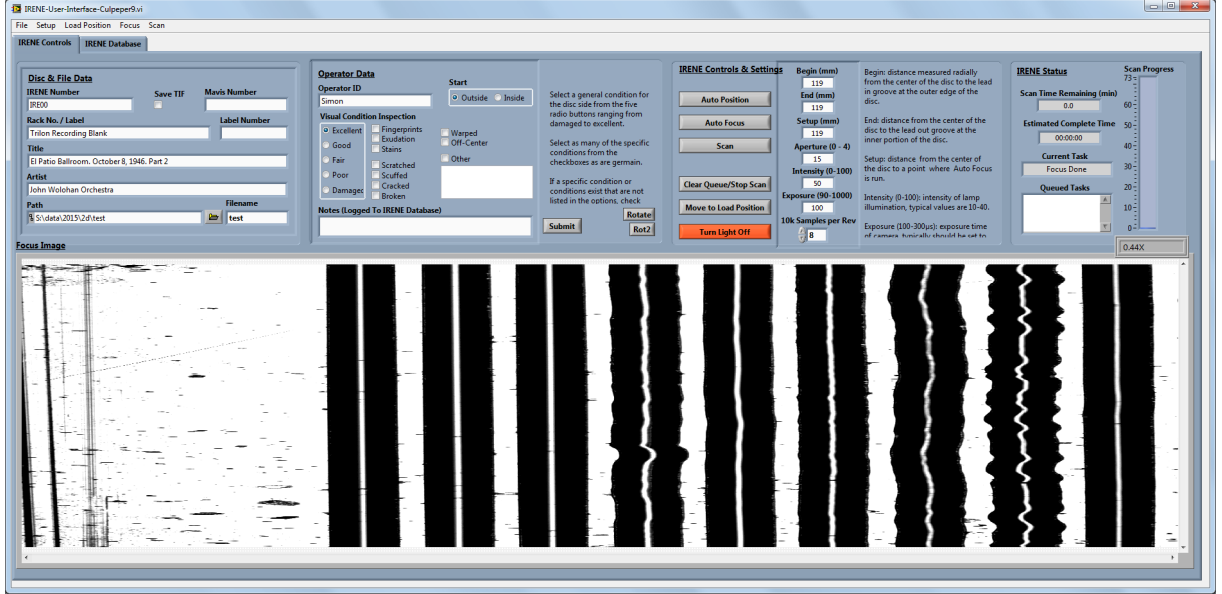 IRENE-User-Interface-Culpeper9.vi
File Setup Load Position Focus Scan
IRENE Controls IRENE Database
Disc & File Data
IRENE Number
IRE00
Save TIF
Mavis Number
Rack No. / Label
Label Number
Trilon Recording Blank
Title
El Patio Ballroom. October 8, 1946. Part 2
Artist
John Wolohan Orchestra
Path
Filename
S:\data\2015\2d\test
test
Operator Data
Operator ID
Simon
Start
Outside Inside
Visual Condition Inspection
Excellent
Good
Fair
Poor
Damagec
Fingerprints
Exudation
Stains
Scratched
Scuffed
Cracked
Broken
Warped
Off-Center
Other
Notes (Logged To IRENE Database)
Select a general condition for
the disc side from the five
radio buttons ranging from
damaged to excellent.
Select as many of the specific
conditions from the
checkboxes as are germain.
If a specific condition or
conditions exist that are not
listed in the options, check
Submit
Rotate
Rot2
IRENE Controls & Settings
Auto Position
Auto Focus
Scan
Clear Queue/Stop Scan
Move to Load Position
Turn Light Off
Begin (mm)
119
End (mm)
119
Setup (mm)
119
Aperture (0 - 4)
15
Intensity (0-100)
50
Exposure (90-1000)
100
10k Samples per Rev
8
Begin: distance measured radially
from the center of the disc to the lead
in groove at the outer edge of the
disc.
End: distance from the center of the
disc to the lead out groove at the
inner portion of the disc.
Setup: distance from the center of
the disc to a point where Auto Focus
is run.
Intensity (0-100): intensity of lamp
illumination, typical values are 10-40.
Exposure (100-300µs): exposure time
of camera, typically should be set to
IRENE Status
Scan Time Remaining (min)
0.0
Estimated Complete Time
00:00:00
Current Task
Focus Done
Queued Tasks
Scan Progress
73
60
50
40
30
20
10
0
0.44X
Focus Image